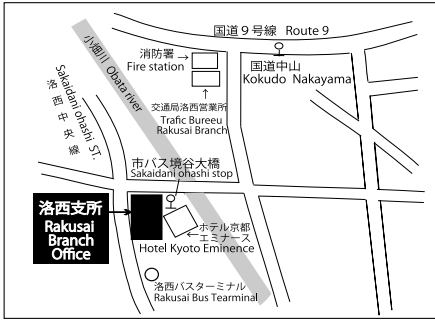 国道９号線 Route 9
小畑川 Obata river
消防署
Fire station
国道中山
Kokudo Nakayama
交通局洛西営業所
Trafic Bureeu
Rakusai Branch
Sakaidani ohashi ST.
洛西中央線
市バス境谷大橋
Sakaidani ohashi stop
洛西支所
Rakusai
Branch
Office
ホテル京都
エミナース
Hotel Kyoto Eminence
洛西バスターミナル
Rakusai Bus Tearminal